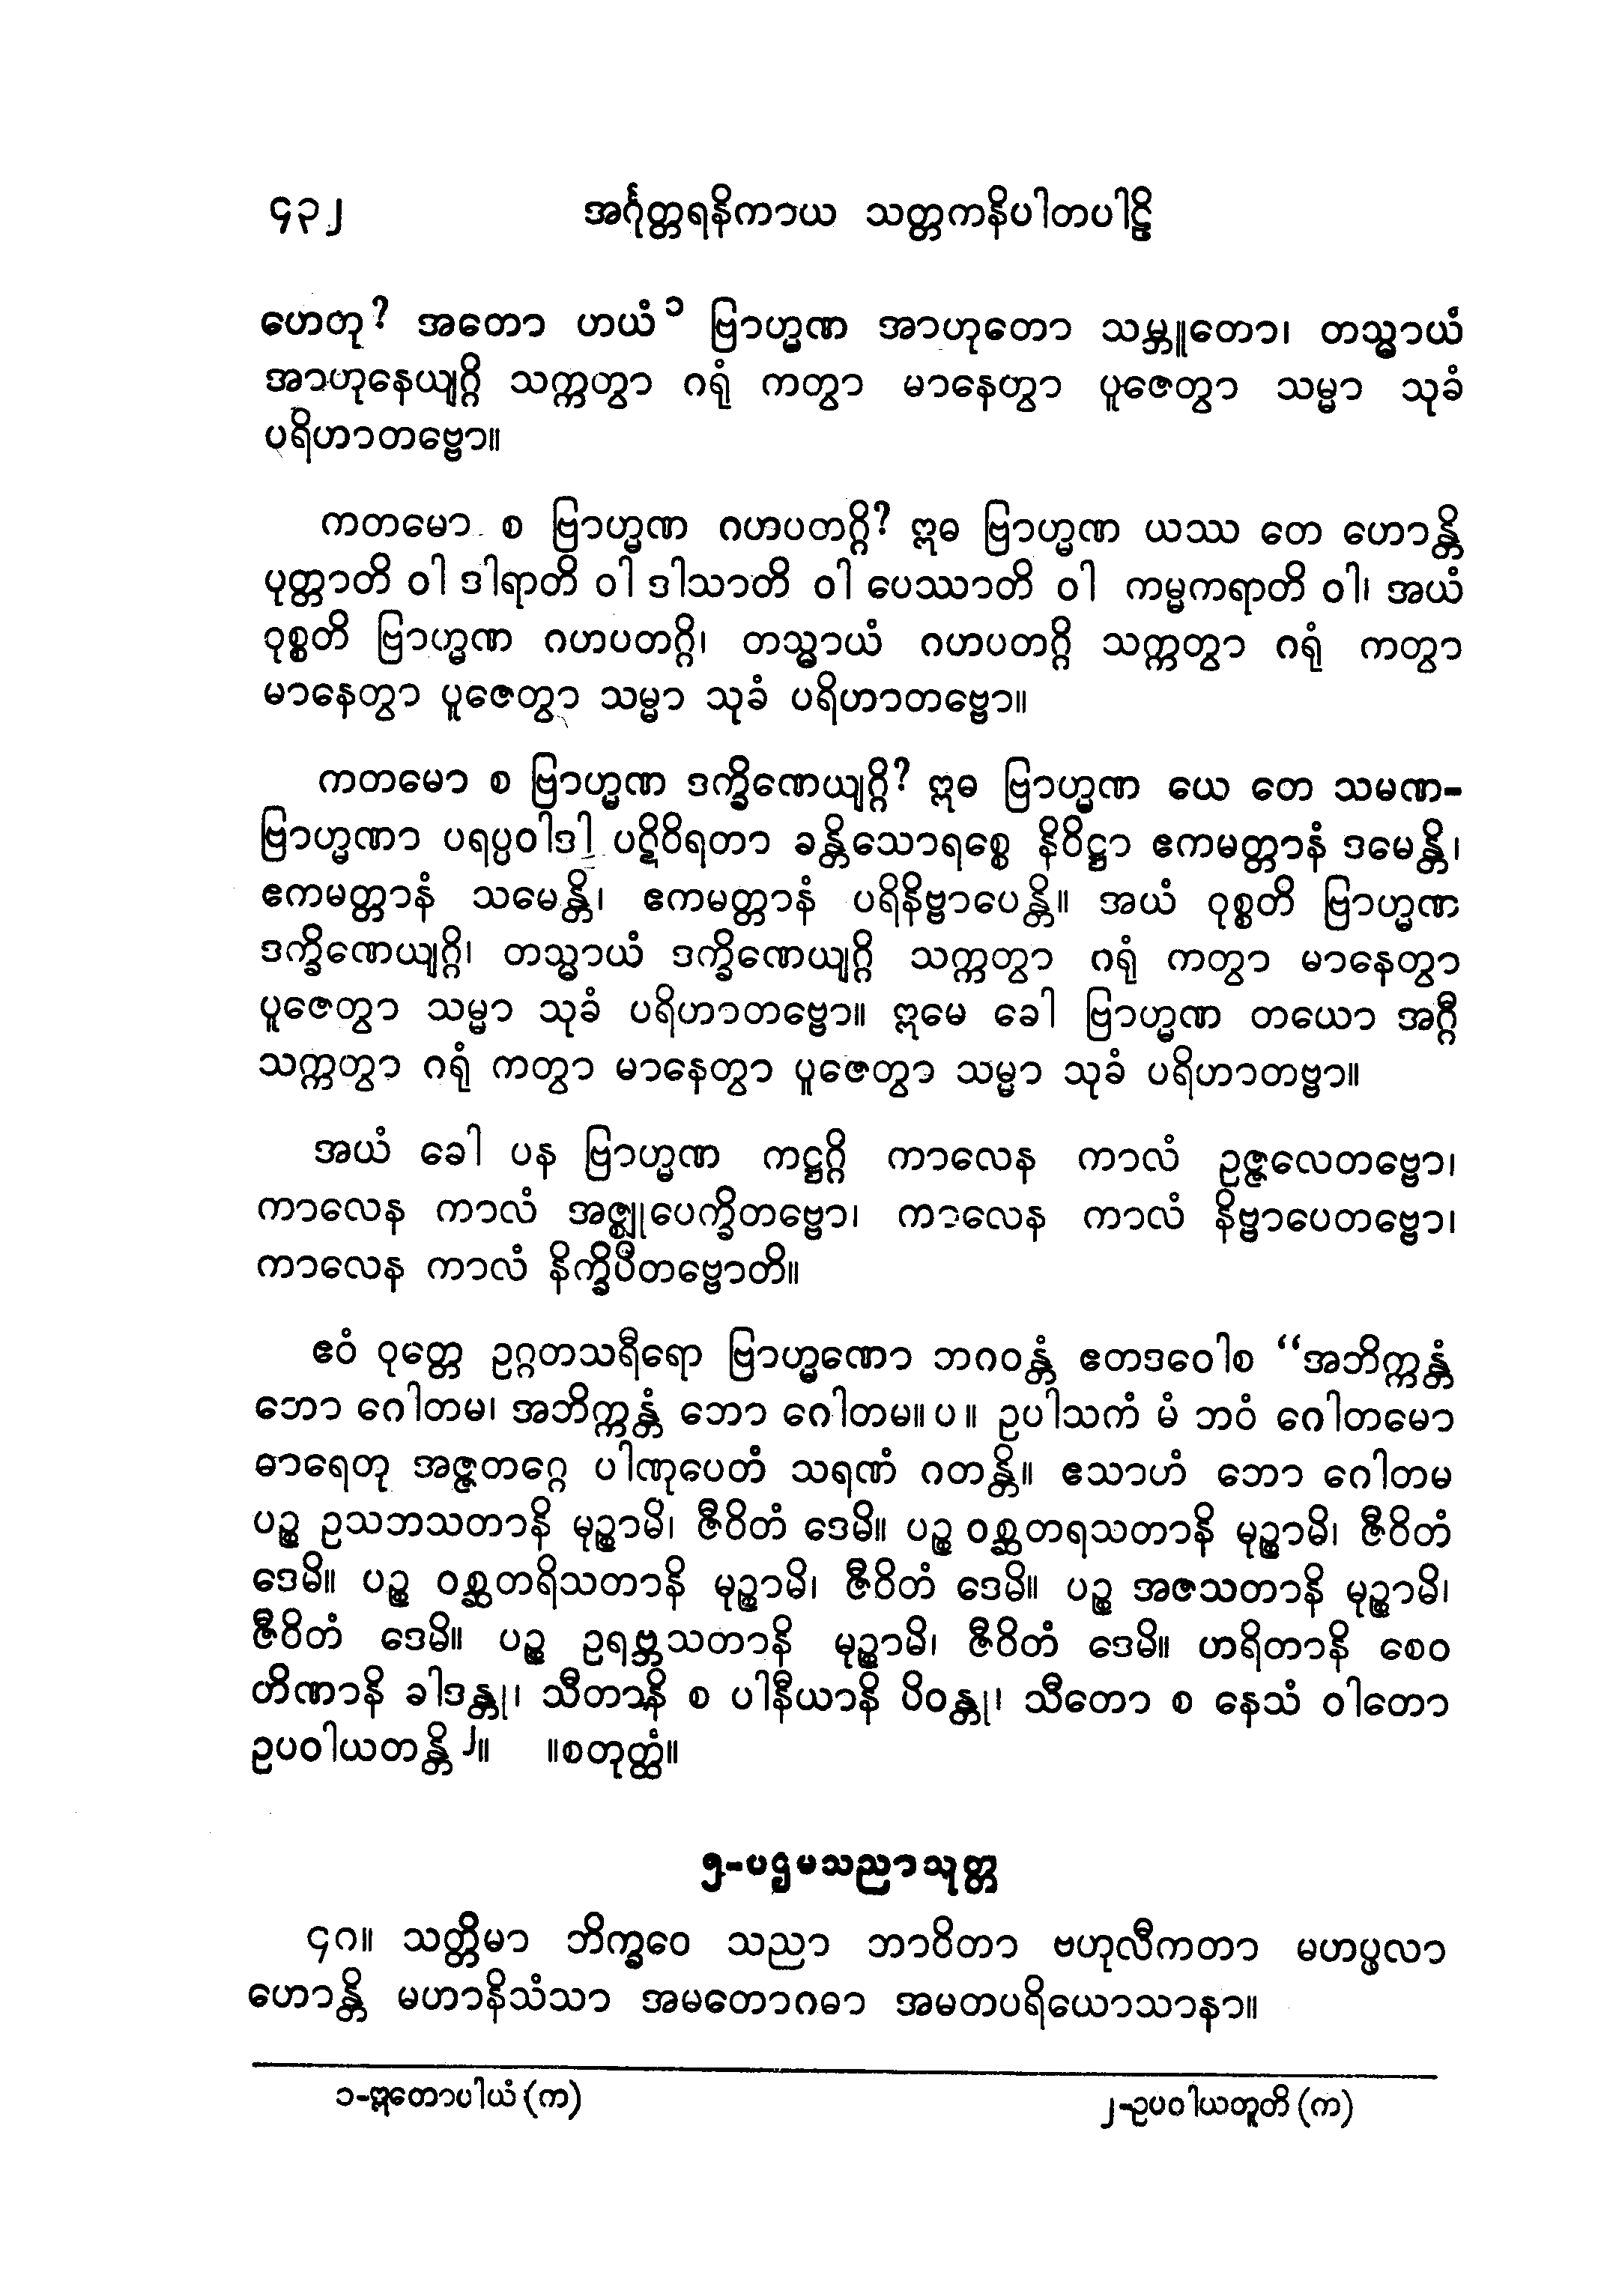 ၄၃၂ အင်္ဂုတ္တရနိကာယ သတ္တကနိပါတပါဠိ
ဟေတု? အတော ဟယံ ၁ ဗြာဟ္မဏ အာဟုတော သမ္ဘူတော၊ တသ္မာယံ
အာဟုနေယျဂ္ဂိ သက္ကတွာ ဂရုံ ကတွာ မာနေတွာ ပူဇေတွာ သမ္မာ သုခံ
ပရိဟာတဗ္ဗော။
ကတမော စ ဗြာဟ္မဏ ဂဟပတဂ္ဂိ? ဣဓ ဗြာဟ္မဏ ယဿ တေ ဟောန္တိ
ပုတ္တာတိ ဝါ ဒါရာတိ ဝါ ဒါသာတိ ဝါ ပေဿာတိ ဝါ ကမ္မကရာတိ ဝါ၊ အယံ
ဝုစ္စတိ ဗြာဟ္မဏ ဂဟပတဂ္ဂိ၊ တသ္မာယံ ဂဟပတဂ္ဂိ သက္ကတွာ ဂရုံ ကတွာ
မာနေတွာ ပူဇေတွာ သမ္မာ သုခံ ပရိဟာတဗ္ဗော။
ကတမော စ ဗြာဟ္မဏ ဒက္ခိဏေယျဂ္ဂိ? ဣဓ ဗြာဟ္မဏ ယေ တေ သမဏ-
ဗြာဟ္မဏာ ပရပ္ပဝါဒါ ပဋိဝိရတာ ခန္တိသောရစ္စေ နိဝိဋ္ဌာ ဧကမတ္တာနံ ဒမေန္တိ၊
ဧကမတ္တာနံ သမေန္တိ၊ ဧကမတ္တာနံ ပရိနိဗ္ဗာပေန္တိ။ အယံ ဝုစ္စတိ ဗြာဟ္မဏ
ဒက္ခိဏေယျဂ္ဂိ၊ တသ္မာယံ ဒက္ခိဏေယျဂ္ဂိ သက္ကတွာ ဂရုံ ကတွာ မာနေတွာ
ပူဇေတွာ သမ္မာ သုခံ ပရိဟာတဗ္ဗော။ ဣမေ ခေါ ဗြာဟ္မဏ တယော အဂ္ဂီ
သက္ကတွာ ဂရုံ ကတွာ မာနေတွာ ပူဇေတွာ သမ္မာ သုခံ ပရိဟာတဗ္ဗာ။
အယံ ခေါ ပန ဗြာဟ္မဏ ကဋ္ဌဂ္ဂိ ကာလေန ကာလံ ဥဇ္ဇလေတဗ္ဗော၊
ကာလေန ကာလံ အဇ္ဈုပေက္ခိတဗ္ဗော၊ ကာလေန ကာလံ နိဗ္ဗာပေတဗ္ဗော၊
ကာလေန ကာလံ နိက္ခိပိတဗ္ဗောတိ။
ဧဝံ ဝုတ္တေ ဥဂ္ဂတသရီရော ဗြာဟ္မဏော ဘဂဝန္တံ ဧတဒဝေါစ “အဘိက္ကန္တံ
ဘော ဂေါတမ၊ အဘိက္ကန္တံ ဘော ဂေါတမ။ ပ။ ဥပါသကံ မံ ဘဝံ ဂေါတမော
ဓာရေတု အဇ္ဇတဂ္ဂေ ပါဏုပေတံ သရဏံ ဂတန္တိ။ ဧသာဟံ ဘော ဂေါတမ
ပဉ္စ ဥသဘသတာနိ မုဉ္စာမိ၊ ဇီဝိတံ ဒေမိ။ ပဉ္စ ဝစ္ဆတရသတာနိ မုဉ္စာမိ၊ ဇီဝိတံ
ဒေမိ။ ပဉ္စ ဝစ္ဆတရိသတာနိ မုဉ္စာမိ၊ ဇီဝိတံ ဒေမိ။ ပဉ္စ အဇသတာနိ မုဉ္စာမိ၊
ဇီဝိတံ ဒေမိ။ ပဉ္စ ဥရဗ္ဘသတာနိ မုဉ္စာမိ၊ ဇီဝိတံ ဒေမိ။ ဟရိတာနိ စေဝ
တိဏာနိ ခါဒန္တု၊ သီတာနိ စ ပါနီယာနိ ပိဝန္တု၊ သီတော စ နေသံ ဝါတော
ဥပဝါယတန္တိ ၂။ ။စတုတ္ထံ။
၅-ပဌမသညာသုတ္တ
၄၈။ သတ္တိမာ ဘိက္ခဝေ သညာ ဘာဝိတာ ဗဟုလီကတာ မဟပ္ဖလာ
ဟောန္တိ မဟာနိသံသာ အမတောဂဓာ အမတပရိယောသာနာ။
၁-ဣတောပါယံ (က) ၂-ဥပဝါယတူတိ (က)